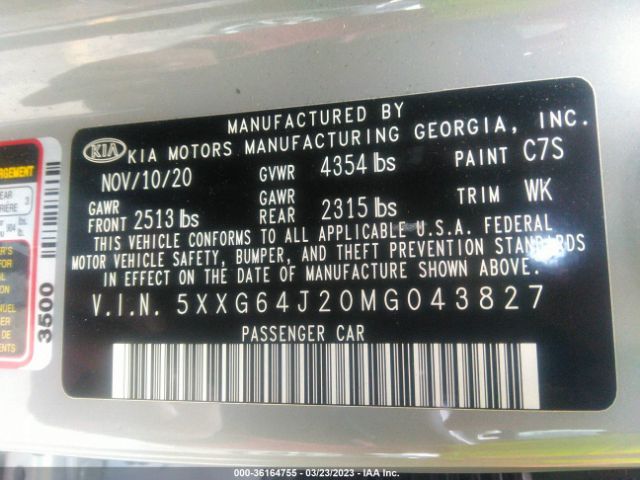 MANUFACTURED BY
KIA KIA MOTORS MANUFACTURING GEORGIA, INC.
NOV/10/20 GVWR 4354 lbs PAINT C7S
GAWR FRONT 2513 lbs GAWR REAR 2315 lbs TRIM WK
THIS VEHICLE CONFORMS TO ALL APPLICABLE U.S.A. FEDERAL
MOTOR VEHICLE SAFETY, BUMPER, AND THEFT PREVENTION STANDARDS
IN EFFECT ON THE DATE OF MANUFACTURE SHOWN ABOVE.
V.I.N. 5XXG64J20MG043827
PASSENGER CAR
3500
000-36164755 - 03/23/2023 - IAA Inc.